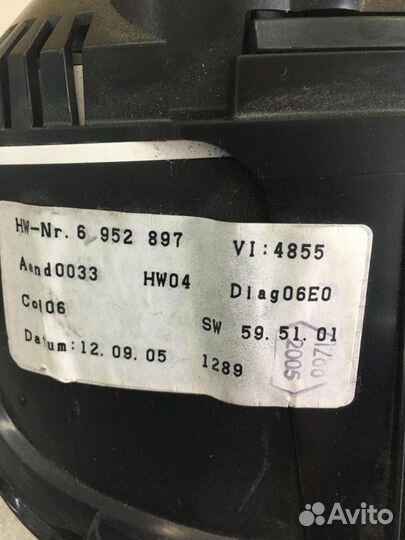 HW-Nr. 6 952 897 VI:4855
Aend0033 HW04 Diag06E0
Col06 SW 59.51.01
Datum:12.09.05 1289
2005
Avito